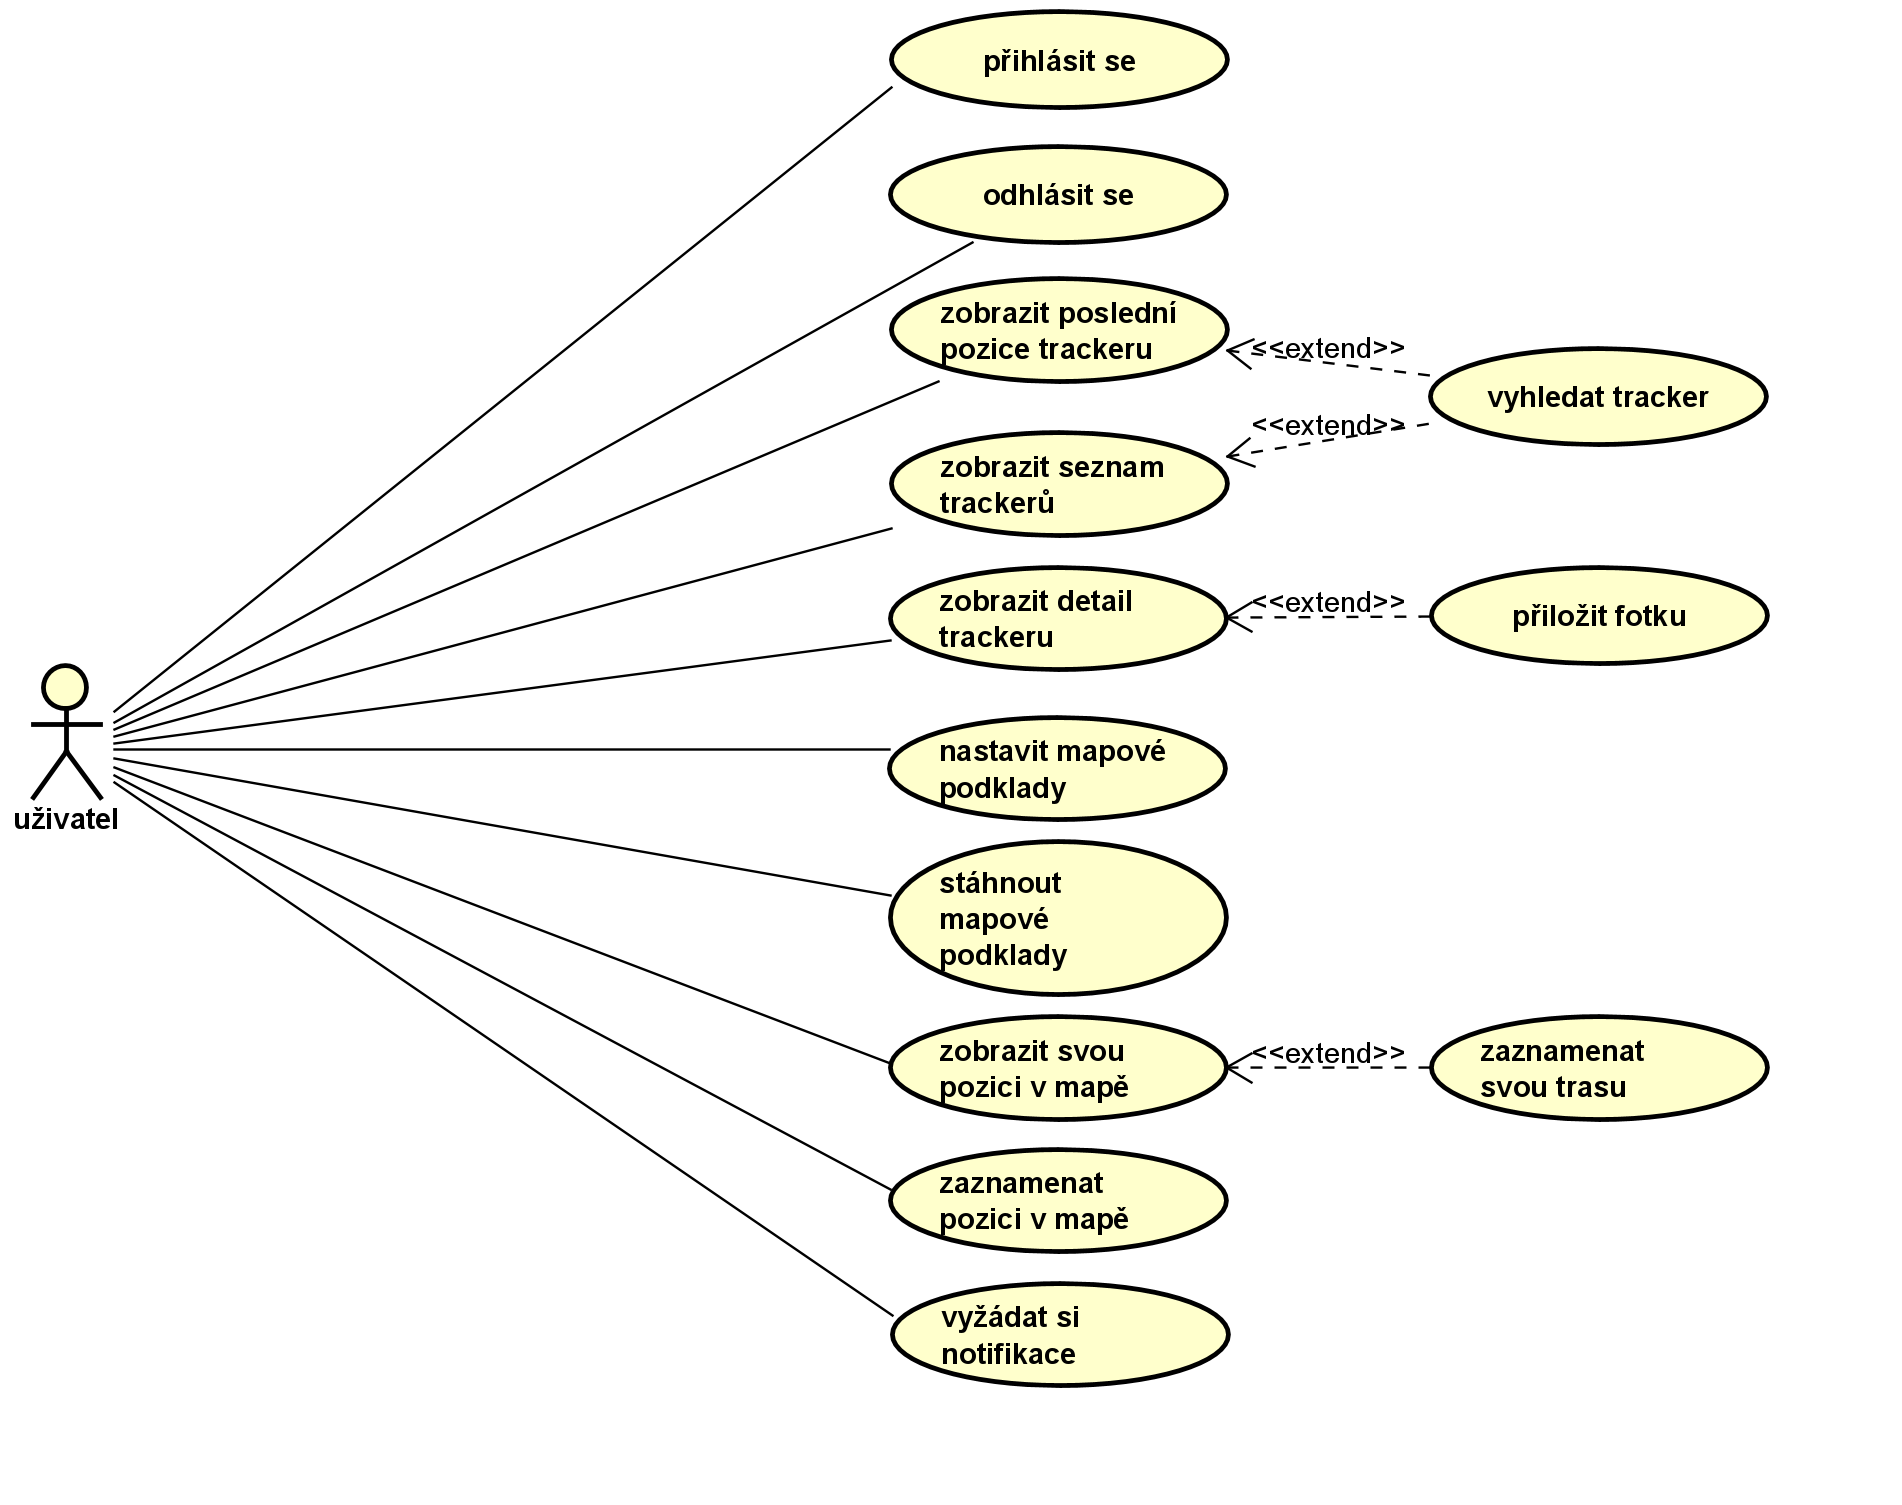 přihlásit se
odhlásit se
zobrazit poslední
pozice trackeru
<<extend>>
vyhledat tracker
<<extend>>
zobrazit seznam
trackerů
zobrazit detail
trackeru
<<extend>>
přiložit fotku
uživatel
nastavit mapové
podklady
stáhnout
mapové
podklady
zobrazit svou
pozici v mapě
<<extend>>
zaznamenat
svou trasu
zaznamenat
pozici v mapě
vyžádat si
notifikace